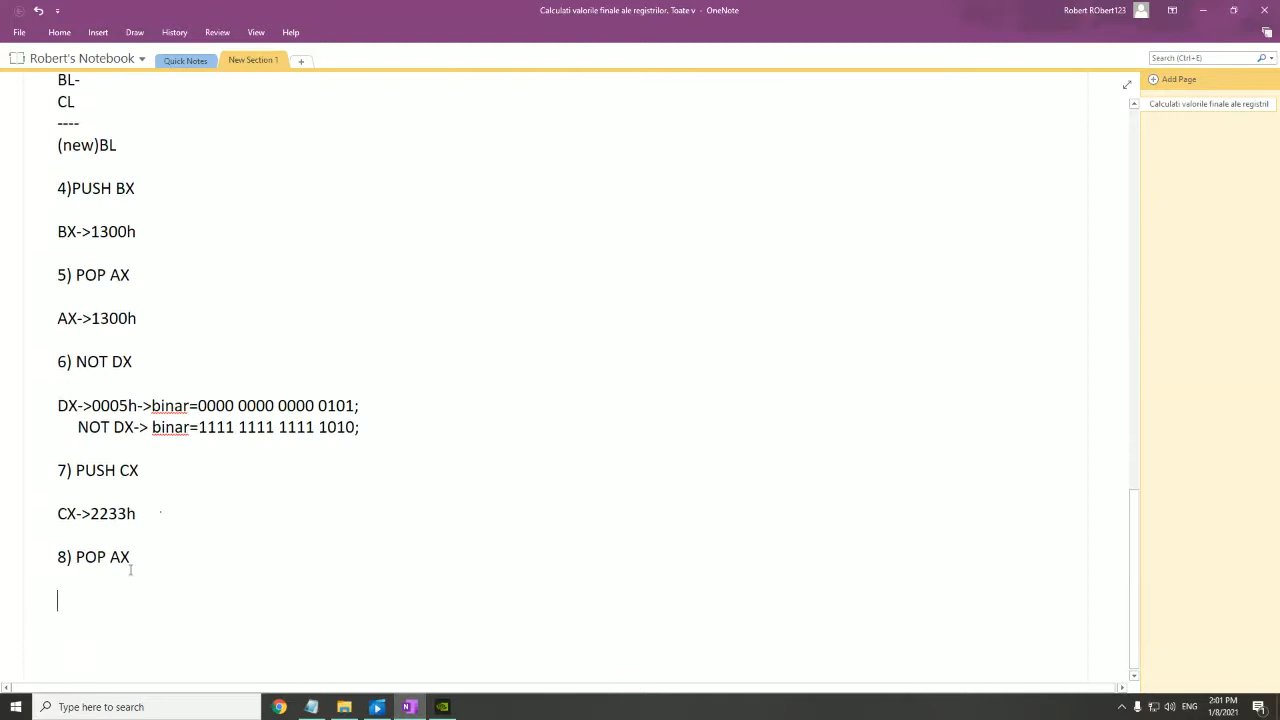 Calculati valorile finale ale registrilor. Toate v - OneNote
Robert RObert123
File Home Insert Draw History Review View Help
Robert's Notebook Quick Notes New Section 1
Search (Ctrl+E)
Add Page
Calculati valorile finale ale registril
BL-
CL
----
(new)BL
4)PUSH BX
BX->1300h
5) POP AX
AX->1300h
6) NOT DX
DX->0005h->binar=0000 0000 0000 0101;
NOT DX-> binar=1111 1111 1111 1010;
7) PUSH CX
CX->2233h
8) POP AX
Type here to search
ENG
2:01 PM
1/8/2021